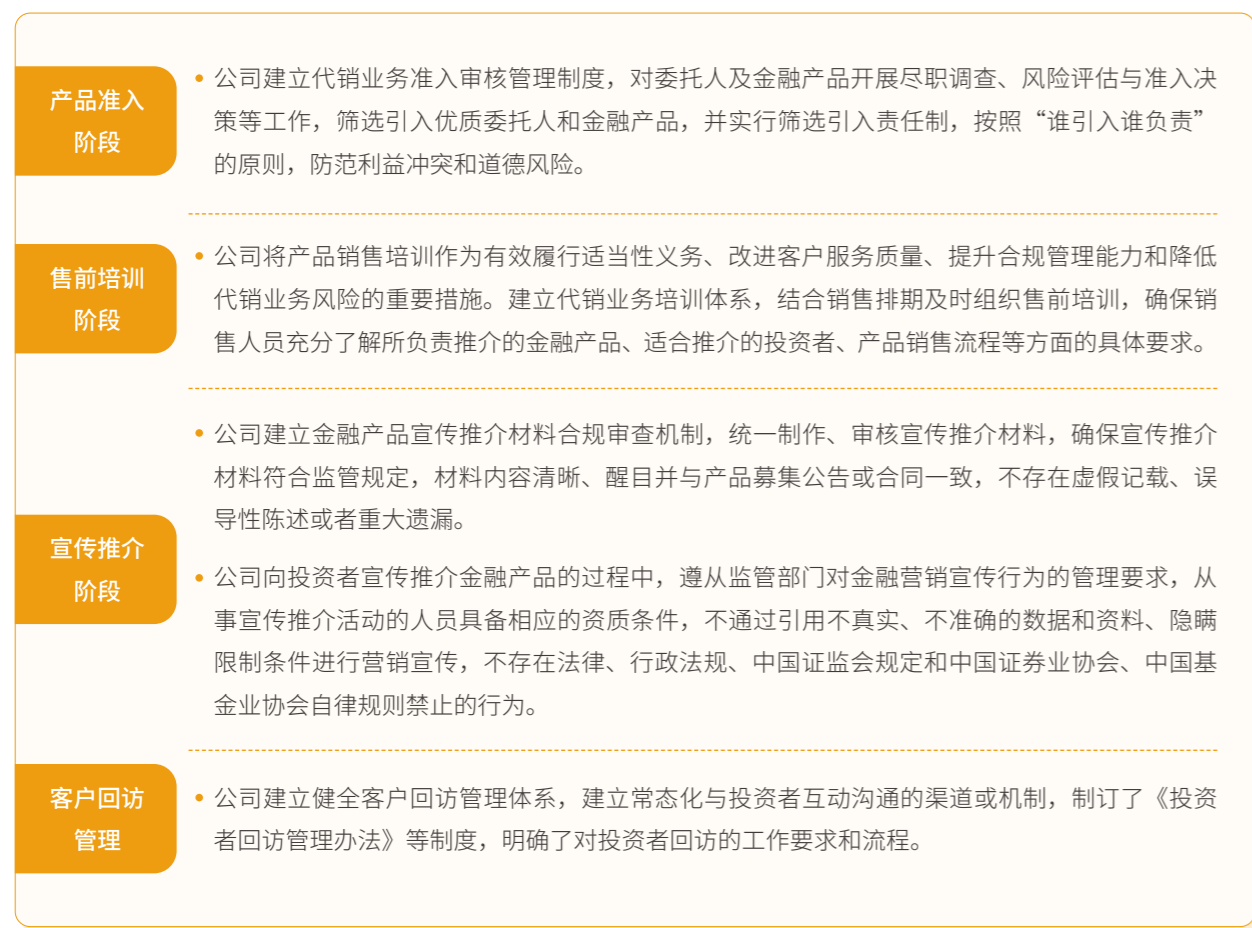 产品准入
阶段
• 公司建立代销业务准入审核管理制度，对委托人及金融产品开展尽职调查、风险评估与准入决
策等工作，筛选引入优质委托人和金融产品，并实行筛选引入责任制，按照“谁引入谁负责”
的原则，防范利益冲突和道德风险。
售前培训
阶段
• 公司将产品销售培训作为有效履行适当性义务、改进客户服务质量、提升合规管理能力和降低
代销业务风险的重要措施。建立代销业务培训体系，结合销售排期及时组织售前培训，确保销
售人员充分了解所负责推介的金融产品、适合推介的投资者、产品销售流程等方面的具体要求。
宣传推介
阶段
• 公司建立金融产品宣传推介材料合规审查机制，统一制作、审核宣传推介材料，确保宣传推介
材料符合监管规定，材料内容清晰、醒目并与产品募集公告或合同一致，不存在虚假记载、误
导性陈述或者重大遗漏。
• 公司向投资者宣传推介金融产品的过程中，遵从监管部门对金融营销宣传行为的管理要求，从
事宣传推介活动的人员具备相应的资质条件，不通过引用不真实、不准确的数据和资料、隐瞒
限制条件进行营销宣传，不存在法律、行政法规、中国证监会规定和中国证券业协会、中国基
金业协会自律规则禁止的行为。
客户回访
管理
• 公司建立健全客户回访管理体系，建立常态化与投资者互动沟通的渠道或机制，制订了《投资
者回访管理办法》等制度，明确了对投资者回访的工作要求和流程。